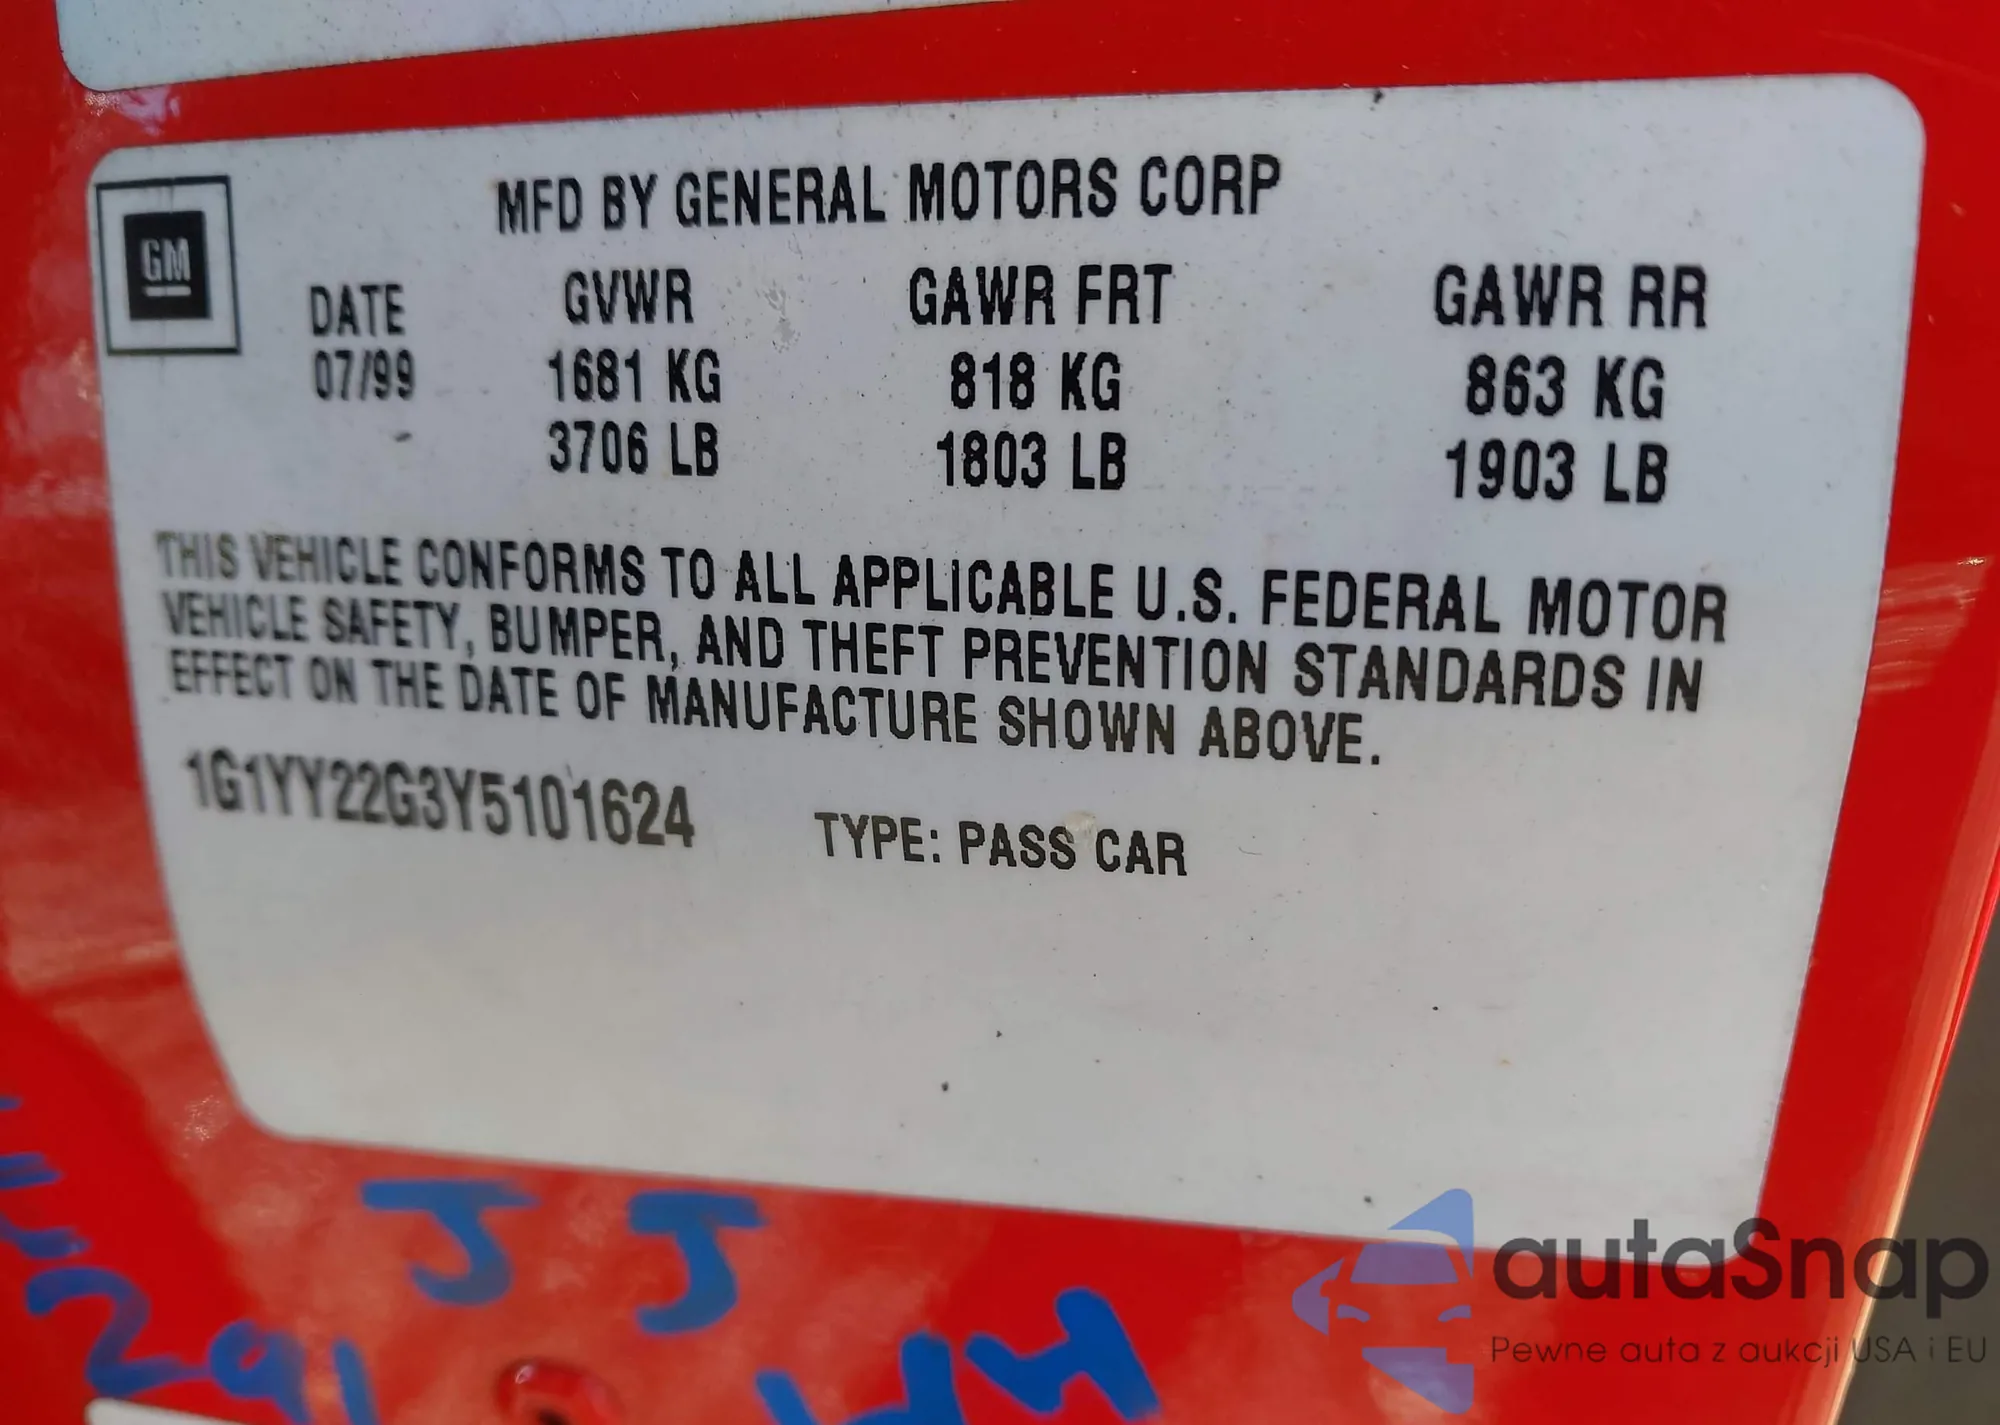 MFD BY GENERAL MOTORS CORP
GM
DATE GVWR GAWR FRT GAWR RR
07/99 1681 KG 818 KG 863 KG
3706 LB 1803 LB 1903 LB
THIS VEHICLE CONFORMS TO ALL APPLICABLE U.S. FEDERAL MOTOR
VEHICLE SAFETY, BUMPER, AND THEFT PREVENTION STANDARDS IN
EFFECT ON THE DATE OF MANUFACTURE SHOWN ABOVE.
1G1YY22G3Y5101624 TYPE: PASS CAR
JJ
291
autaSnap
Pewne auta z aukcji USA i EU